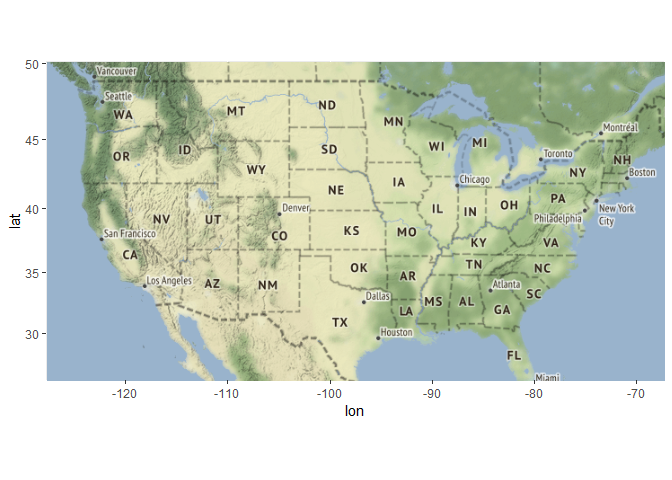 50
Vancouver
Seattle
WA
MT
ND
MN
Montréal
45
OR
ID
WY
SD
WI
MI
Toronto
NH
NY
Boston
Chicago
IA
NE
40
NV
UT
Denver
CO
KS
MO
IL
IN
OH
PA
Philadelphia
New York
City
San Francisco
CA
KY
VA
lat
35
Los Angeles
AZ
NM
OK
AR
TN
NC
SC
Atlanta
Dallas
TX
LA
MS
AL
GA
30
Houston
FL
Miami
-120
-110
-100
-90
-80
-70
lon